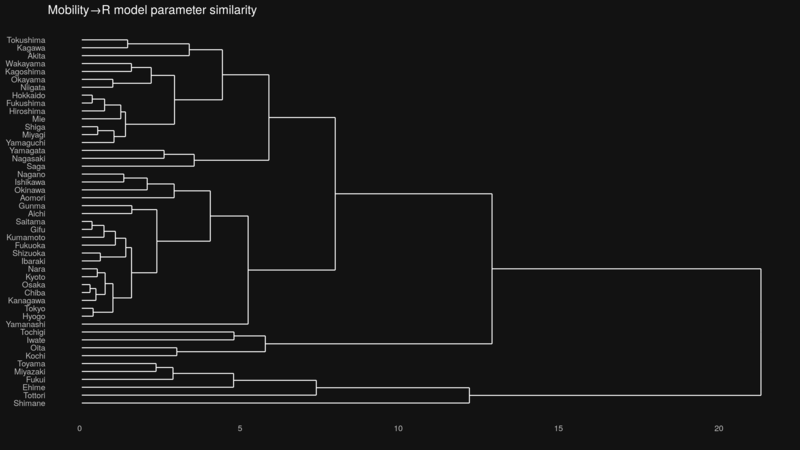 Mobility→R model parameter similarity
Tokushima
Kagawa
Akita
Wakayama
Kagoshima
Okayama
Niigata
Hokkaido
Fukushima
Hiroshima
Mie
Shiga
Miyagi
Yamaguchi
Yamagata
Nagasaki
Saga
Nagano
Ishikawa
Okinawa
Aomori
Gunma
Aichi
Saitama
Gifu
Kumamoto
Fukuoka
Shizuoka
Ibaraki
Nara
Kyoto
Osaka
Chiba
Kanagawa
Tokyo
Hyogo
Yamanashi
Tochigi
Iwate
Oita
Kochi
Toyama
Miyazaki
Fukui
Ehime
Tottori
Shimane
0 5 10 15 20